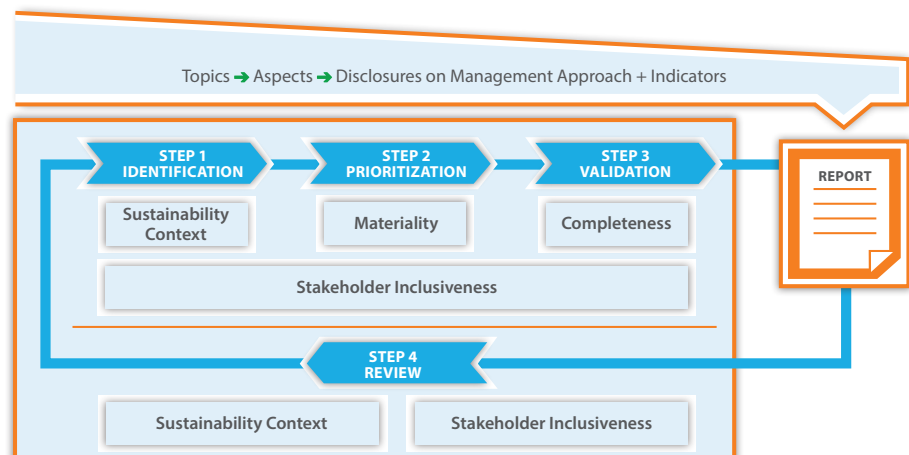 Topics ➔ Aspects ➔ Disclosures on Management Approach + Indicators
STEP 1
IDENTIFICATION
STEP 2
PRIORITIZATION
STEP 3
VALIDATION
REPORT
Sustainability
Context
Materiality
Completeness
Stakeholder Inclusiveness
STEP 4
REVIEW
Sustainability Context
Stakeholder Inclusiveness